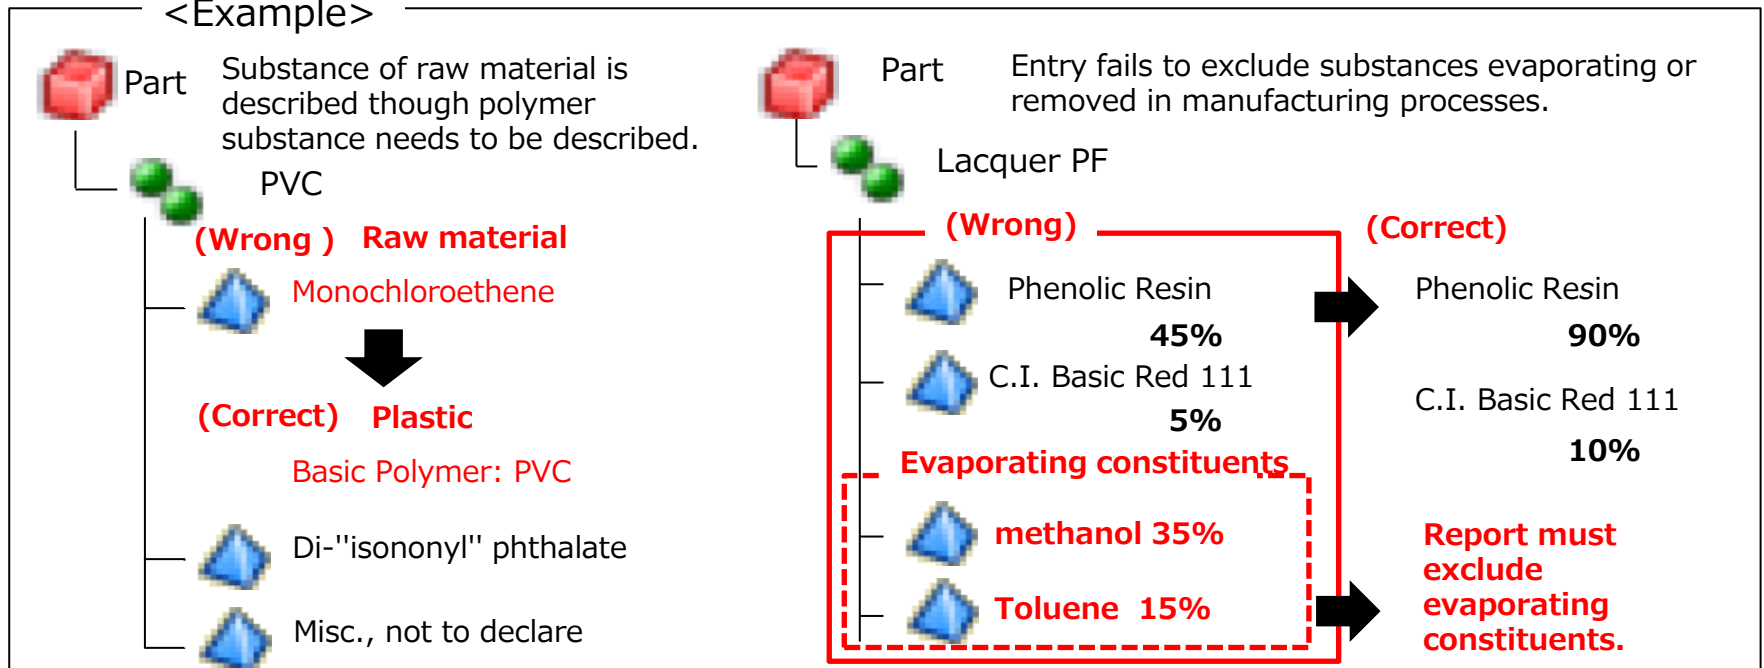 <Example>
Part
Substance of raw material is
described though polymer
substance needs to be described.
PVC
(Wrong ) Raw material
Monochloroethene
(Correct) Plastic
Basic Polymer: PVC
Di-"isononyl" phthalate
Misc., not to declare
Part
Entry fails to exclude substances evaporating or
removed in manufacturing processes.
Lacquer PF
(Wrong)
Phenolic Resin
45%
C.I. Basic Red 111
5%
Evaporating constituents
methanol 35%
Toluene 15%
(Correct)
Phenolic Resin
90%
C.I. Basic Red 111
10%
Report must
exclude
evaporating
constituents.